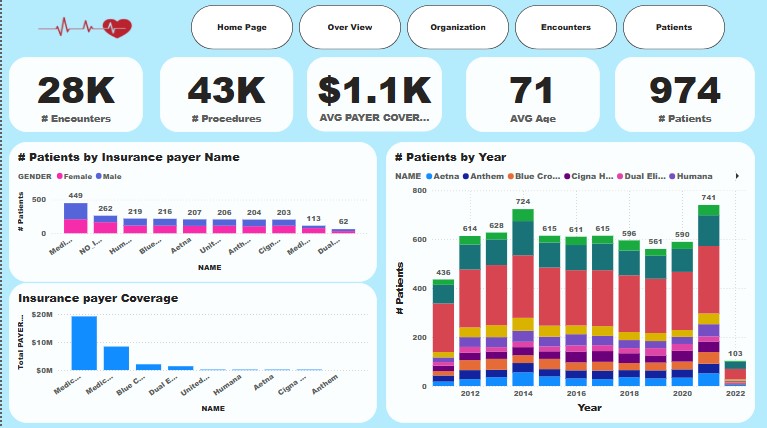 Home Page
Over View
Organization
Encounters
Patients
28K
# Encounters
43K
# Procedures
$1.1K
AVG PAYER COVER...
71
AVG Age
974
# Patients
# Patients by Insurance payer Name
GENDER Female Male
# Patients
500
0
449
262
219
216
207
206
204
203
113
62
Medi...
NO_I...
Hum...
Blue...
Aetna
Unit...
Anth...
Cign...
Medi...
Dual...
NAME
Insurance payer Coverage
Total PAYER...
$20M
$10M
$0M
Medic...
Medic...
Blue C...
Dual E...
United...
Humana
Aetna
Cigna ...
Anthem
NAME
# Patients by Year
NAME Aetna Anthem Blue Cro... Cigna H... Dual Eli... Humana
# Patients
800
600
400
200
0
436
614
628
724
615
611
615
596
561
590
741
103
2012
2014
2016
2018
2020
2022
Year